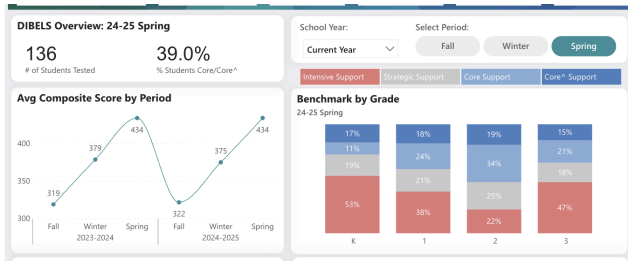 DIBELS Overview: 24-25 Spring
136
# of Students Tested
39.0%
% Students Core/Core^
School Year:
Current Year
Select Period:
Fall
Winter
Spring
Intensive Support
Strategic Support
Core Support
Core^ Support
Avg Composite Score by Period
400
350
300
319
379
434
322
375
434
Fall
Winter
Spring
Fall
Winter
Spring
2023-2024
2024-2025
Benchmark by Grade
24-25 Spring
17%
18%
19%
15%
11%
24%
34%
21%
19%
21%
25%
18%
53%
38%
22%
47%
K
1
2
3